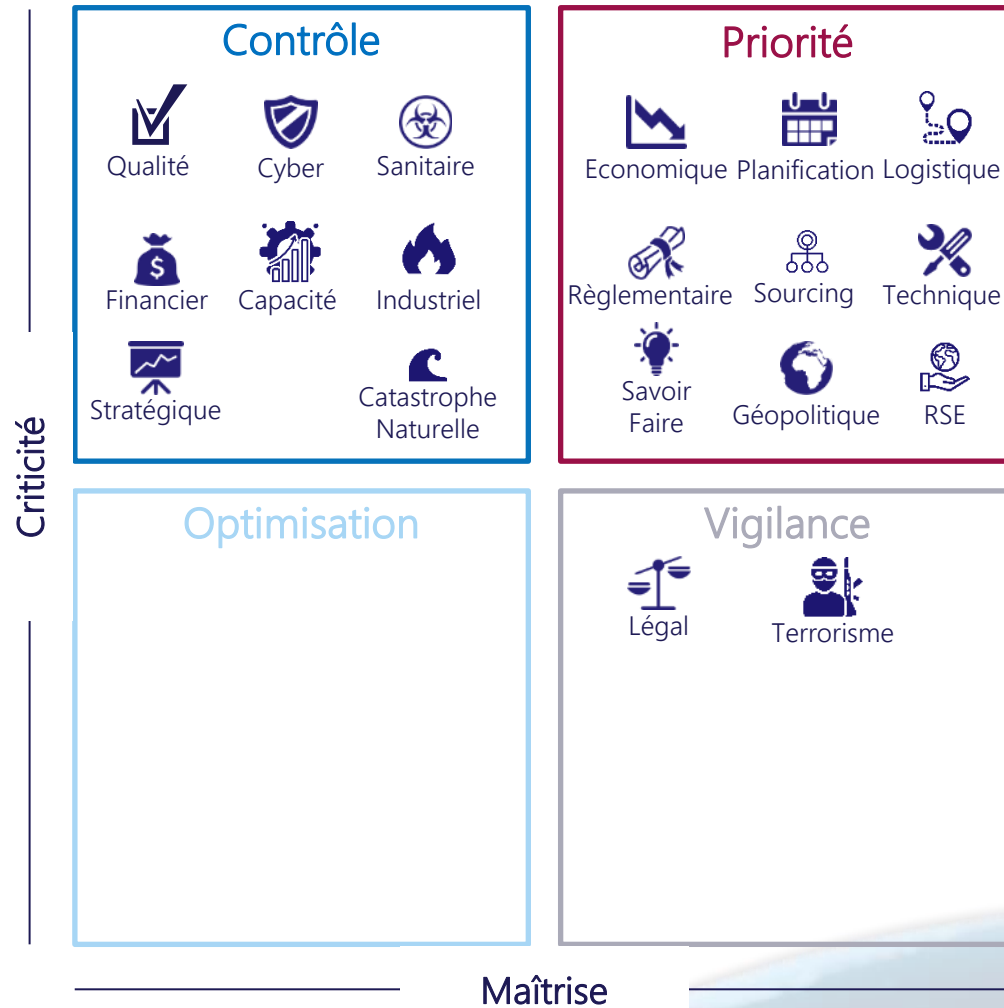 Contrôle
Qualité
Cyber
Sanitaire
Financier
Capacité
Industriel
Stratégique
Catastrophe
Naturelle
Priorité
Economique
Planification
Logistique
Règlementaire
Sourcing
Technique
Savoir
Faire
Géopolitique
RSE
Criticité
Optimisation
Vigilance
Légal
Terrorisme
Maîtrise